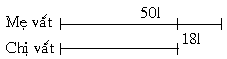 Mẹ vắt 50l
Chị vắt 18l